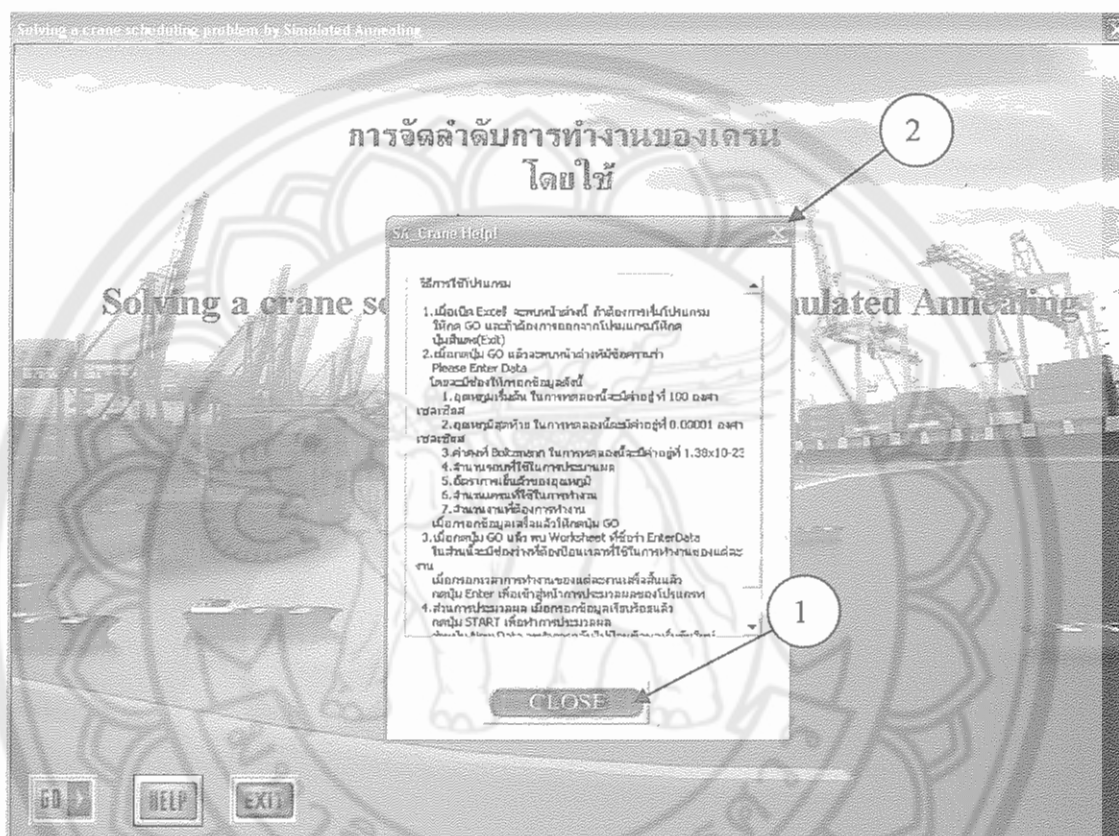 Solving a crane scheduling problem by Simulated Annealing
การจัดลำดับการทำงานของเครน
โดยใช้
Solving a crane sc
mulated Annealing
2
SA_Crane Help!
วิธีการใช้โปรแกรม
1.เมื่อเปิด Excel จะพบหน้าต่างนี้ ถ้าต้องการเริ่มโปรแกรม
ให้กด GO และถ้าต้องการออกจากโปรแกรมให้กด
ปุ่มสีแดง(Exit)
2.เมื่อกดปุ่ม GO แล้วจะพบหน้าต่างที่มีข้อความว่า
Please Enter Data
โดยจะมีช่องให้กรอกข้อมูลดังนี้
1.อุณหภูมิเริ่มต้น ในการทดลองนี้จะมีค่าอยู่ที่ 100 องศา
เซลเซียส
2.อุณหภูมิสุดท้าย ในการทดลองนี้จะมีค่าอยู่ที่ 0.00001 องศา
เซลเซียส
3.ค่าคงที่ Boltzmann ในการทดลองนี้จะมีค่าอยู่ที่ 1.38x10-23
4.จำนวนรอบที่ใช้ในการประมวลผล
5.อัตราการเย็นตัวของอุณหภูมิ
6.จำนวนเครนที่ใช้ในการทำงาน
7.จำนวนงานที่ต้องการทำงาน
เมื่อกรอกข้อมูลเสร็จแล้วให้กดปุ่ม GO
3.เมื่อกดปุ่ม GO แล้ว พบ Worksheet ที่ชื่อว่า EnterData
ในส่วนนี้จะมีช่องว่างที่ต้องป้อนเวลาที่ใช้ในการทำงานของแต่ละ
งาน
เมื่อกรอกเวลาการทำงานของแต่ละงานเสร็จสิ้นแล้ว
กดปุ่ม Enter เพื่อเข้าสู่หน้าการประมวลผลของโปรแกรม
4.ส่วนการประมวลผล เมื่อกรอกข้อมูลเรียบร้อยแล้ว
กดปุ่ม START เพื่อทำการประมวลผล
1
CLOSE
GO
HELP
EXIT